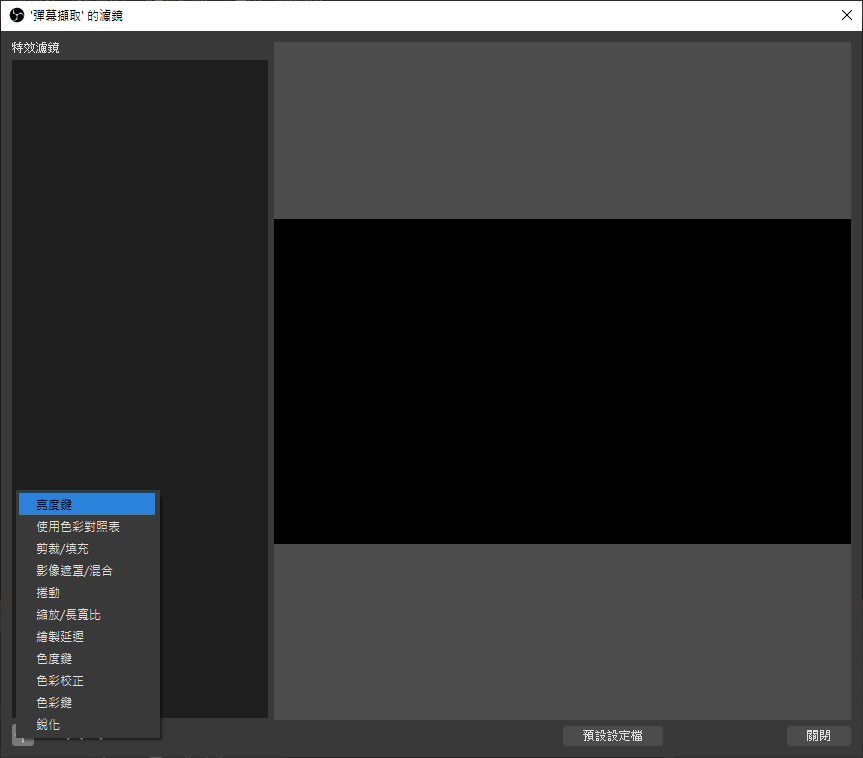 '彈幕擷取' 的濾鏡
特效濾鏡
亮度鍵
使用色彩對照表
剪裁/填充
影像遮罩/混合
捲動
縮放/長寬比
繪製延遲
色度鍵
色彩校正
色彩鍵
銳化
預設設定檔
關閉